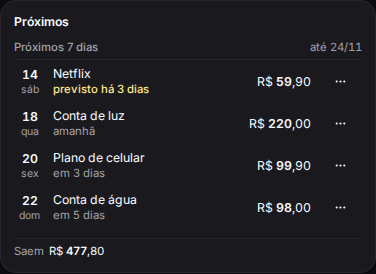 Próximos
Próximos 7 dias até 24/11
14 Netflix R$ 59,90 ···
sáb previsto há 3 dias
18 Conta de luz R$ 220,00 ···
qua amanhã
20 Plano de celular R$ 99,90 ···
sex em 3 dias
22 Conta de água R$ 98,00 ···
dom em 5 dias
Saem R$ 477,80